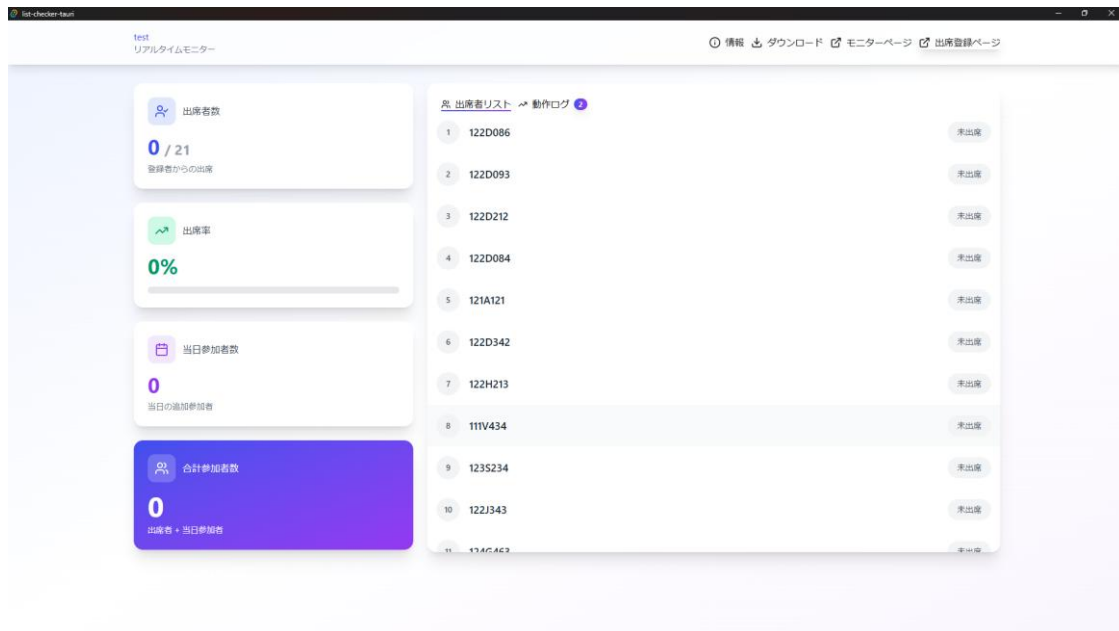 list-checker-tauri
test
リアルタイムモニター
情報 ダウンロード モニターページ 出席登録ページ
出席者数
0 / 21
登録者からの出席
出席率
0%
当日参加者数
0
当日の追加参加者
合計参加者数
0
出席者 + 当日参加者
出席者リスト 動作ログ 2
1 122D086 未出席
2 122D093 未出席
3 122D212 未出席
4 122D084 未出席
5 121A121 未出席
6 122D342 未出席
7 122H213 未出席
8 111V434 未出席
9 123S234 未出席
10 122J343 未出席
11 124G463 未出席